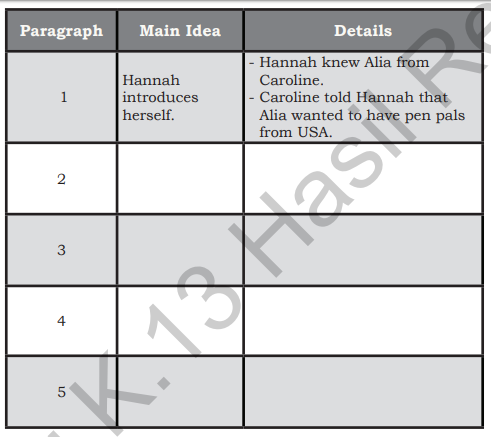 Paragraph Main Idea Details
1
Hannah
introduces
herself.
- Hannah knew Alia from
Caroline.
- Caroline told Hannah that
Alia wanted to have pen pals
from USA.
2
3
4
5
K.13 Hasil Re